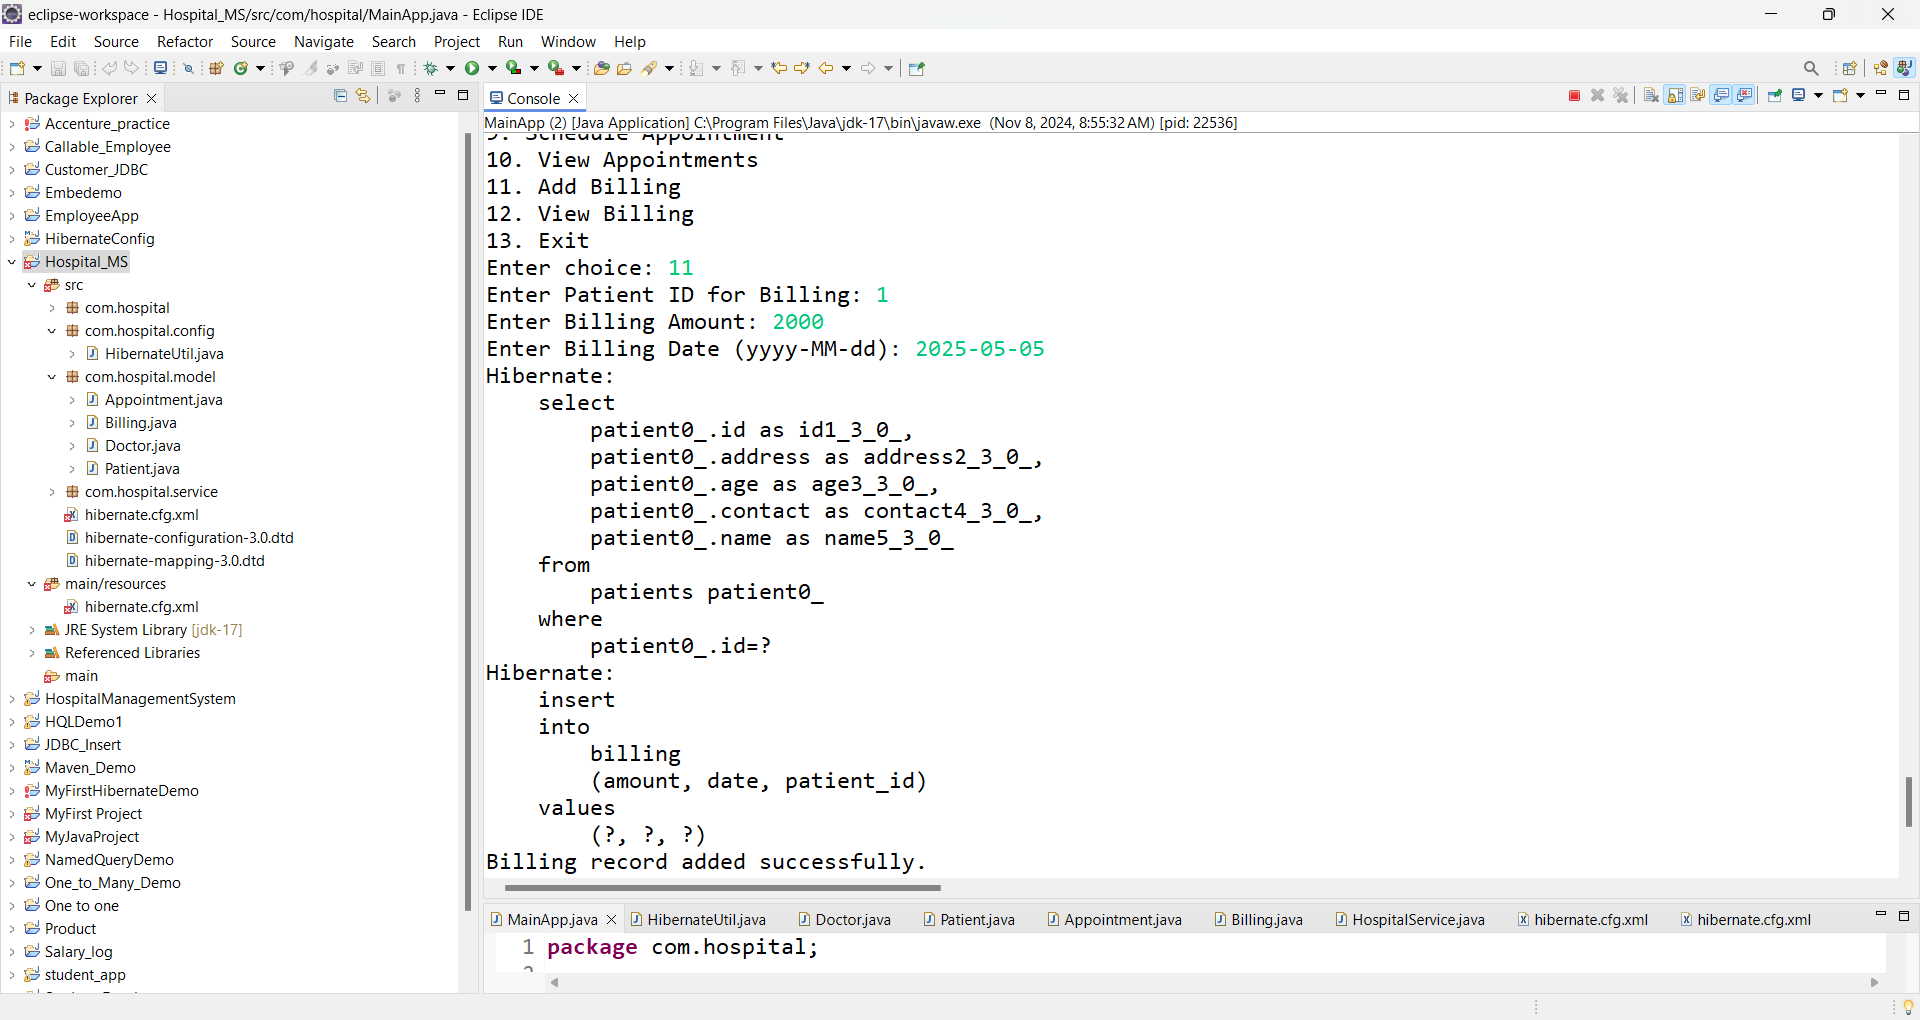 eclipse-workspace - Hospital_MS/src/com/hospital/MainApp.java - Eclipse IDE
File Edit Source Refactor Source Navigate Search Project Run Window Help
Package Explorer
Accenture_practice
Callable_Employee
Customer_JDBC
Embedemo
EmployeeApp
HibernateConfig
Hospital_MS
src
com.hospital
com.hospital.config
HibernateUtil.java
com.hospital.model
Appointment.java
Billing.java
Doctor.java
Patient.java
com.hospital.service
hibernate.cfg.xml
hibernate-configuration-3.0.dtd
hibernate-mapping-3.0.dtd
main/resources
hibernate.cfg.xml
JRE System Library [jdk-17]
Referenced Libraries
main
HospitalManagementSystem
HQLDemo1
JDBC_Insert
Maven_Demo
MyFirstHibernateDemo
MyFirst Project
MyJavaProject
NamedQueryDemo
One_to_Many_Demo
One to one
Product
Salary_log
student_app
Console
MainApp (2) [Java Application] C:\Program Files\Java\jdk-17\bin\javaw.exe (Nov 8, 2024, 8:55:32 AM) [pid: 22536]
9. Schedule Appointment
10. View Appointments
11. Add Billing
12. View Billing
13. Exit
Enter choice: 11
Enter Patient ID for Billing: 1
Enter Billing Amount: 2000
Enter Billing Date (yyyy-MM-dd): 2025-05-05
Hibernate:
select
patient0_.id as id1_3_0_,
patient0_.address as address2_3_0_,
patient0_.age as age3_3_0_,
patient0_.contact as contact4_3_0_,
patient0_.name as name5_3_0_
from
patients patient0_
where
patient0_.id=?
Hibernate:
insert
into
billing
(amount, date, patient_id)
values
(?, ?, ?)
Billing record added successfully.
MainApp.java HibernateUtil.java Doctor.java Patient.java Appointment.java Billing.java HospitalService.java hibernate.cfg.xml hibernate.cfg.xml
1 package com.hospital;